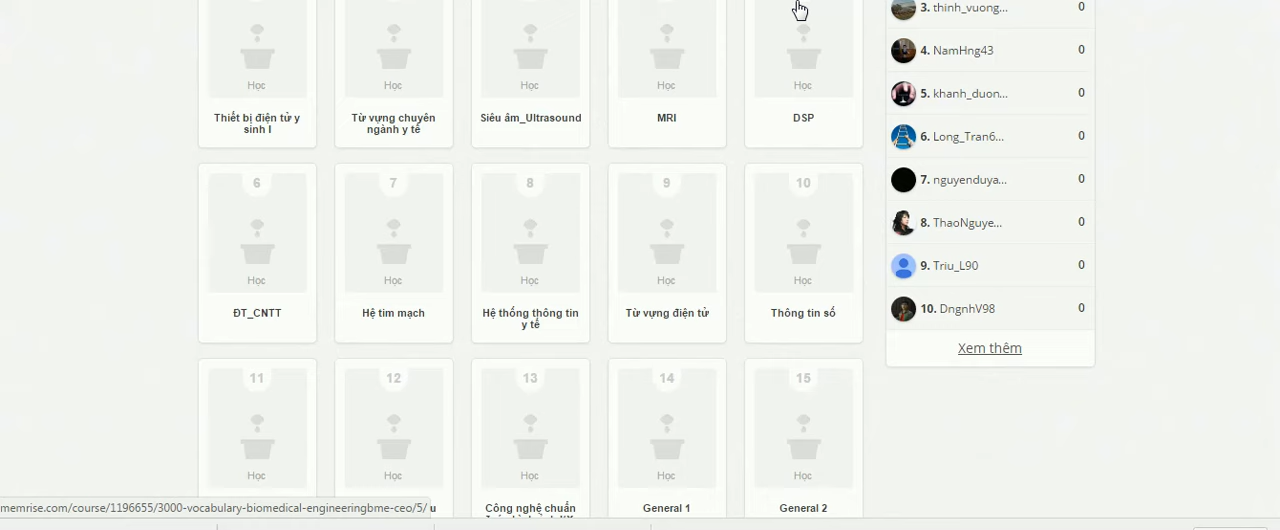 3. thinh_vuong... 0
Học Học Học Học Học
4. NamHng43 0
5. khanh_duon... 0
Thiết bị điện tử y
sinh I
Từ vựng chuyên
ngành y tế
Siêu âm_Ultrasound
MRI
DSP
6. Long_Tran6... 0
7. nguyenduya... 0
8. ThaoNguye... 0
6 7 8 9 10
Học Học Học Học Học
9. Triu_L90 0
10. DngnhV98 0
ĐT_CNTT
Hệ tim mạch
Hệ thống thông tin
y tế
Từ vựng điện tử
Thông tin số
Xem thêm
11 12 13 14 15
Học Học Học Học Học
memrise.com/course/1196655/3000-vocabulary-biomedical-engineeringbme-ceo/5/
Công nghệ chuẩn
General 1
General 2